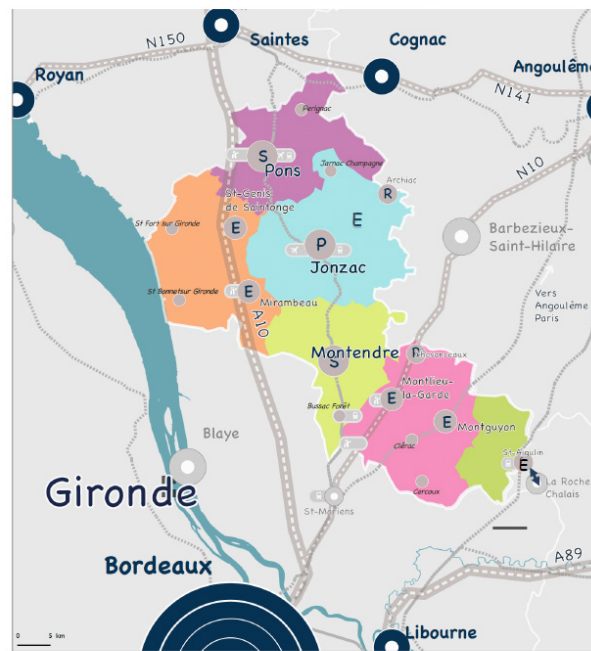 Saintes
N150
Cognac
Royan
Angoulême
N141
Perignac
N10
S
Pons
Jarnac Champagne
Archiac
R
St-Genis
de Saintonge
E
E
St Fort sur Gironde
P
Barbezieux-
Saint-Hilaire
Jonzac
St Bonnet sur Gironde
E
Mirambeau
Vers
Angoulême
Paris
A10
Montendre
S
Montlieu-
la-Garde
E
Bussac Forêt
E
Montguyon
Blaye
Clérac
St-Aigulin
E
Gironde
Cercoux
La Roche
Chalais
St-Mariens
Bordeaux
A89
Libourne
0 5 km